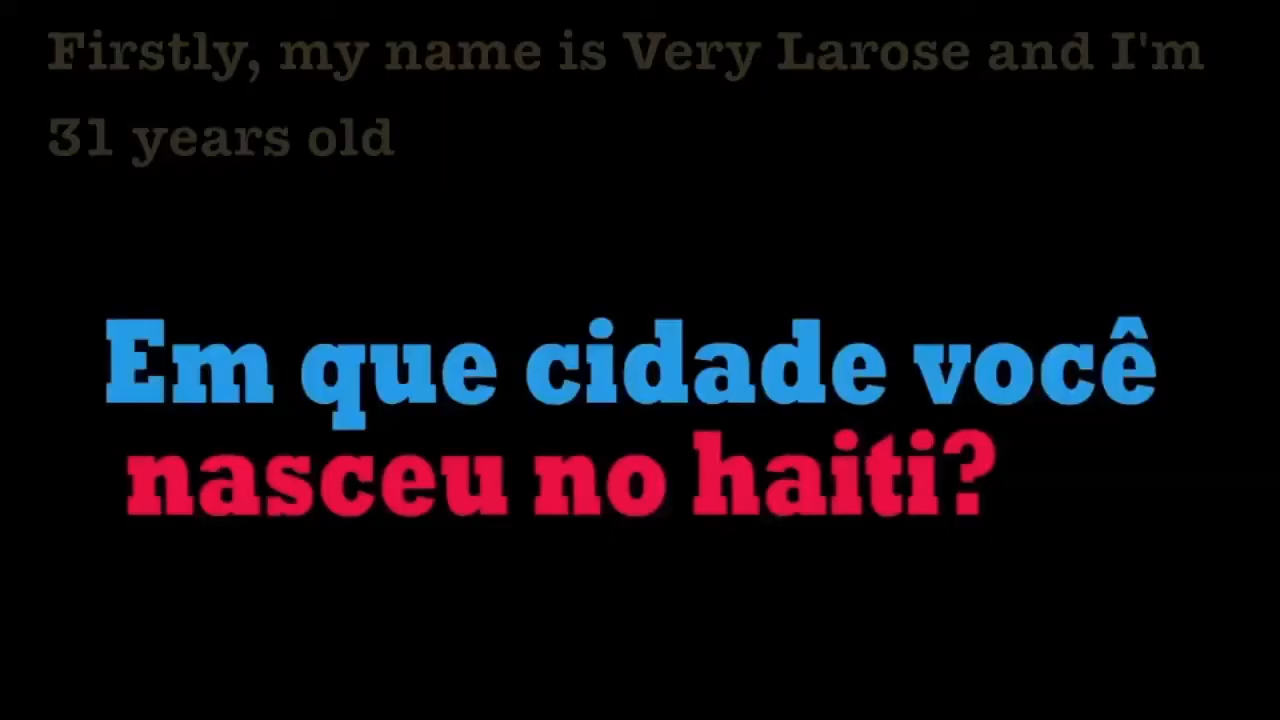 Firstly, my name is Very Larose and I'm
31 years old
Em que cidade você
nasceu no haiti?